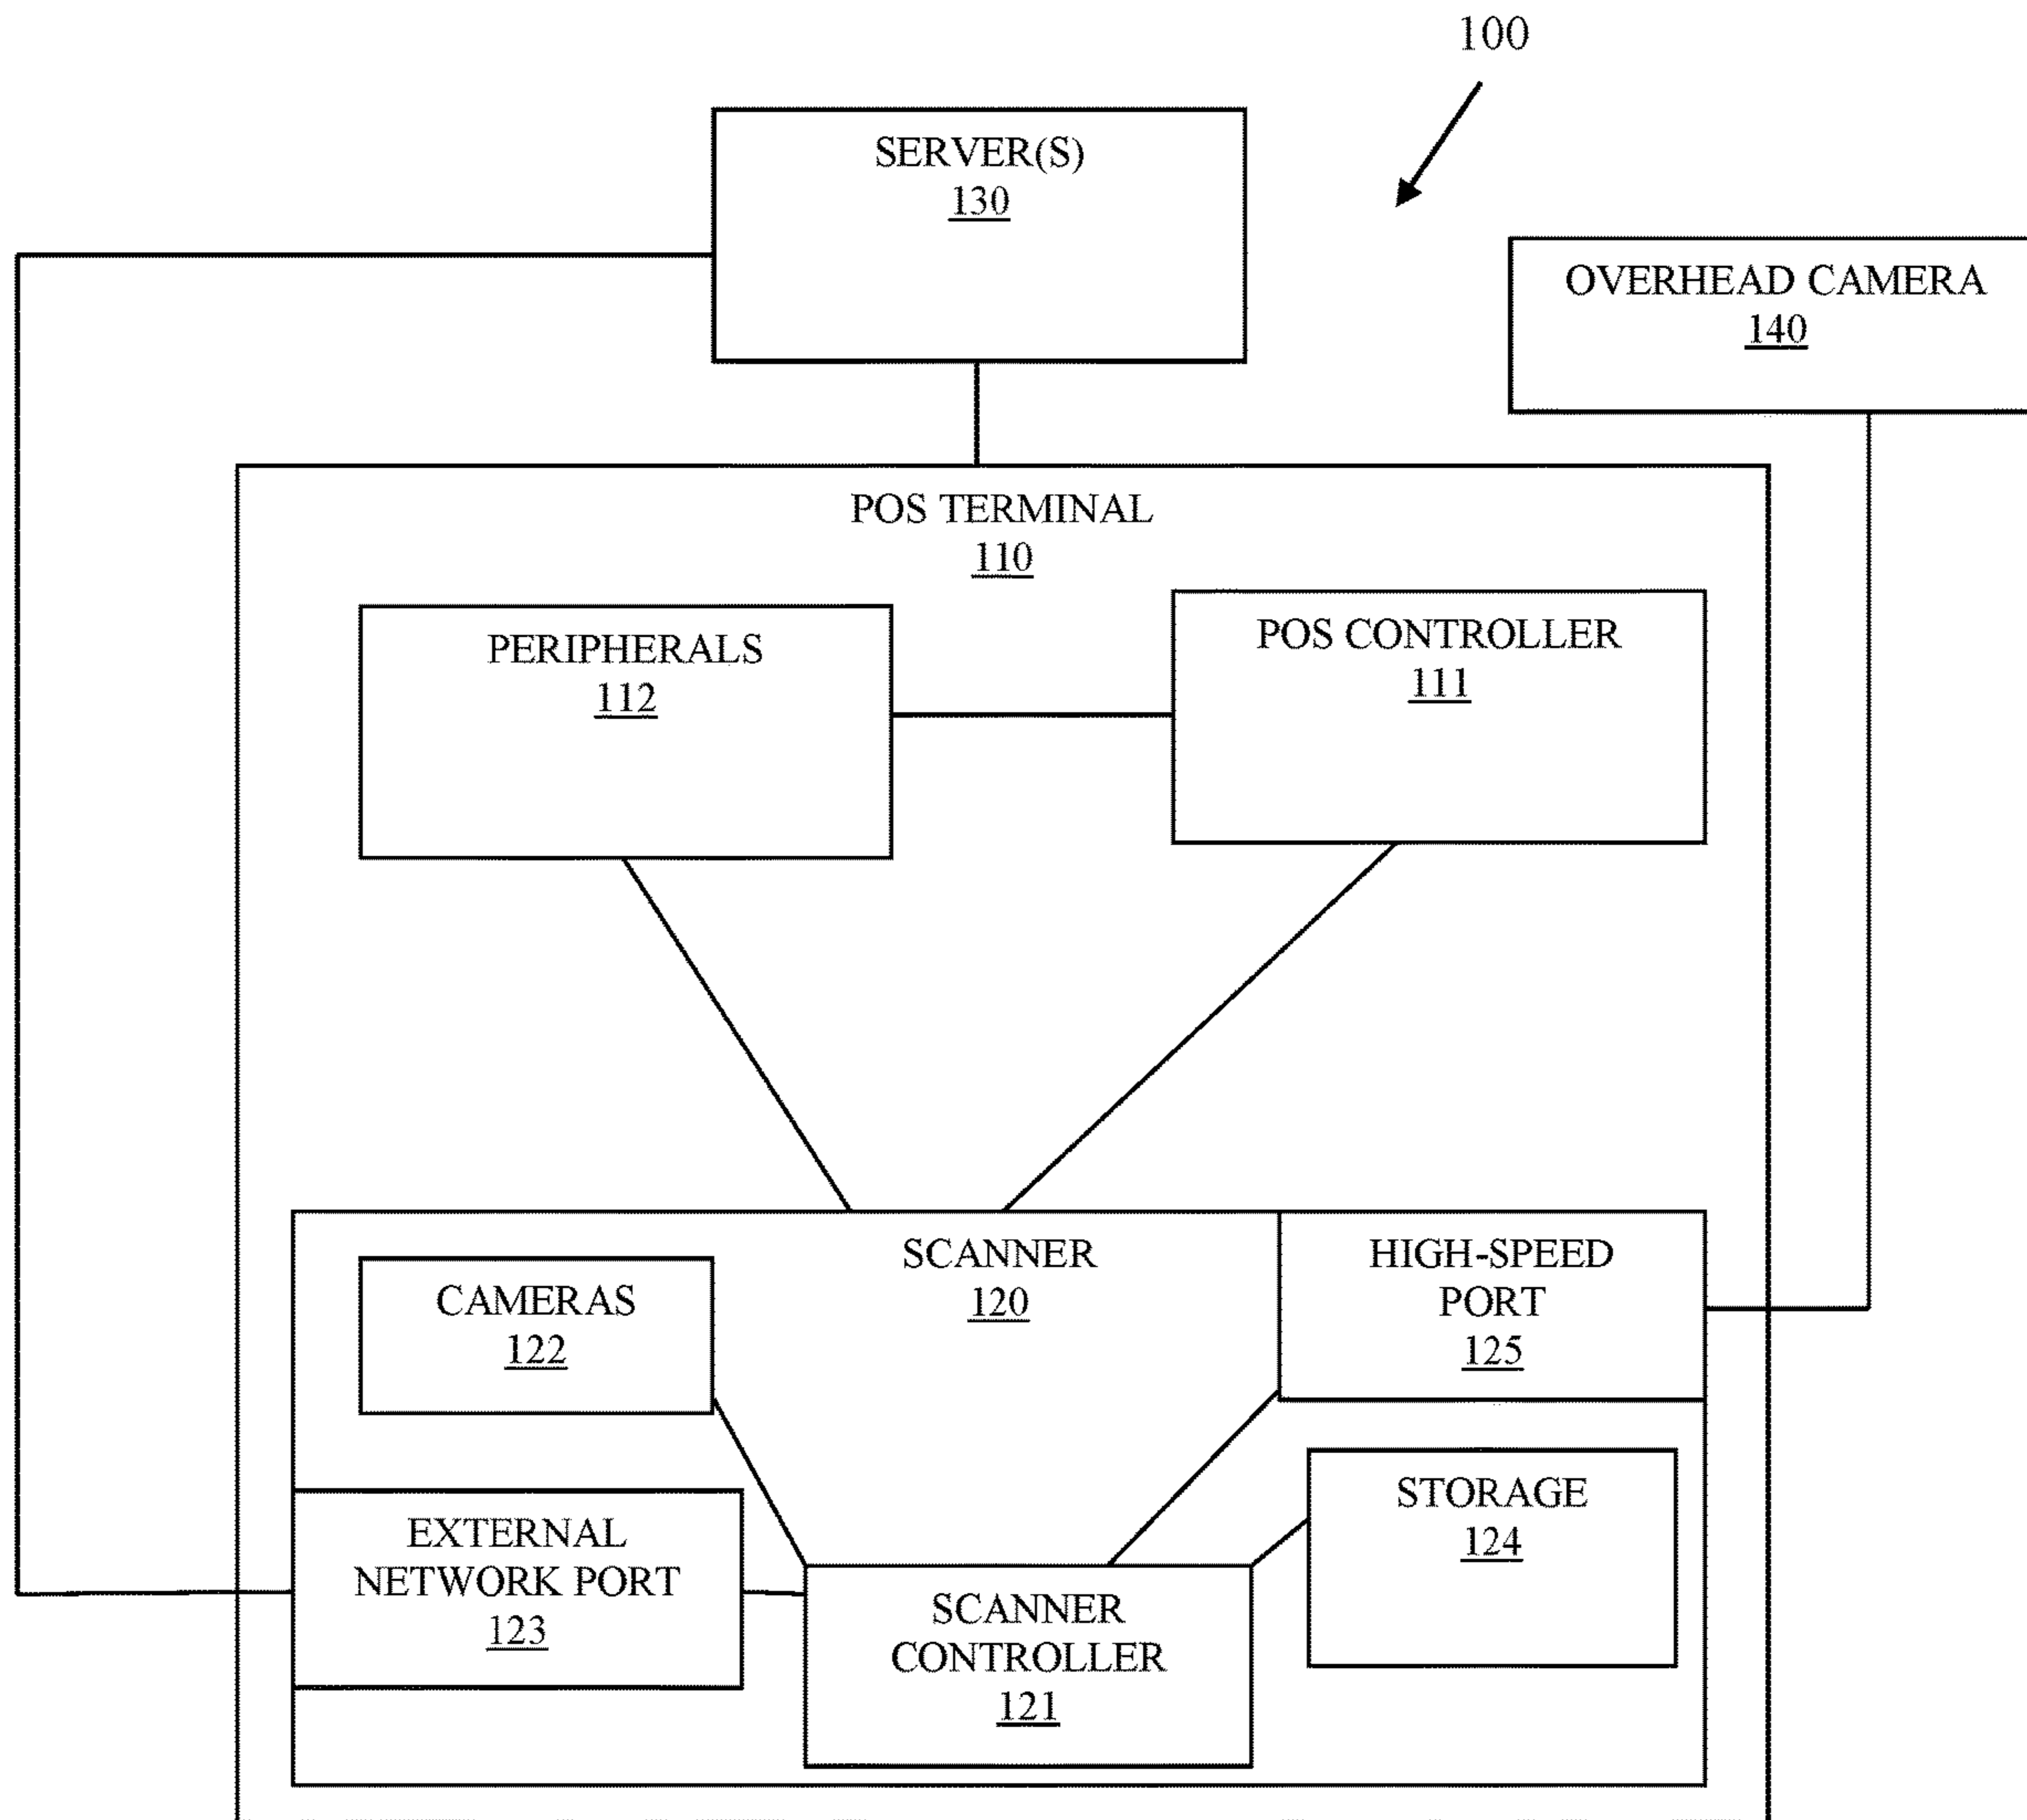 100
SERVER(S)
130
OVERHEAD CAMERA
140
POS TERMINAL
110
PERIPHERALS
112
POS CONTROLLER
111
SCANNER
120
HIGH-SPEED
PORT
125
CAMERAS
122
STORAGE
124
EXTERNAL
NETWORK PORT
123
SCANNER
CONTROLLER
121